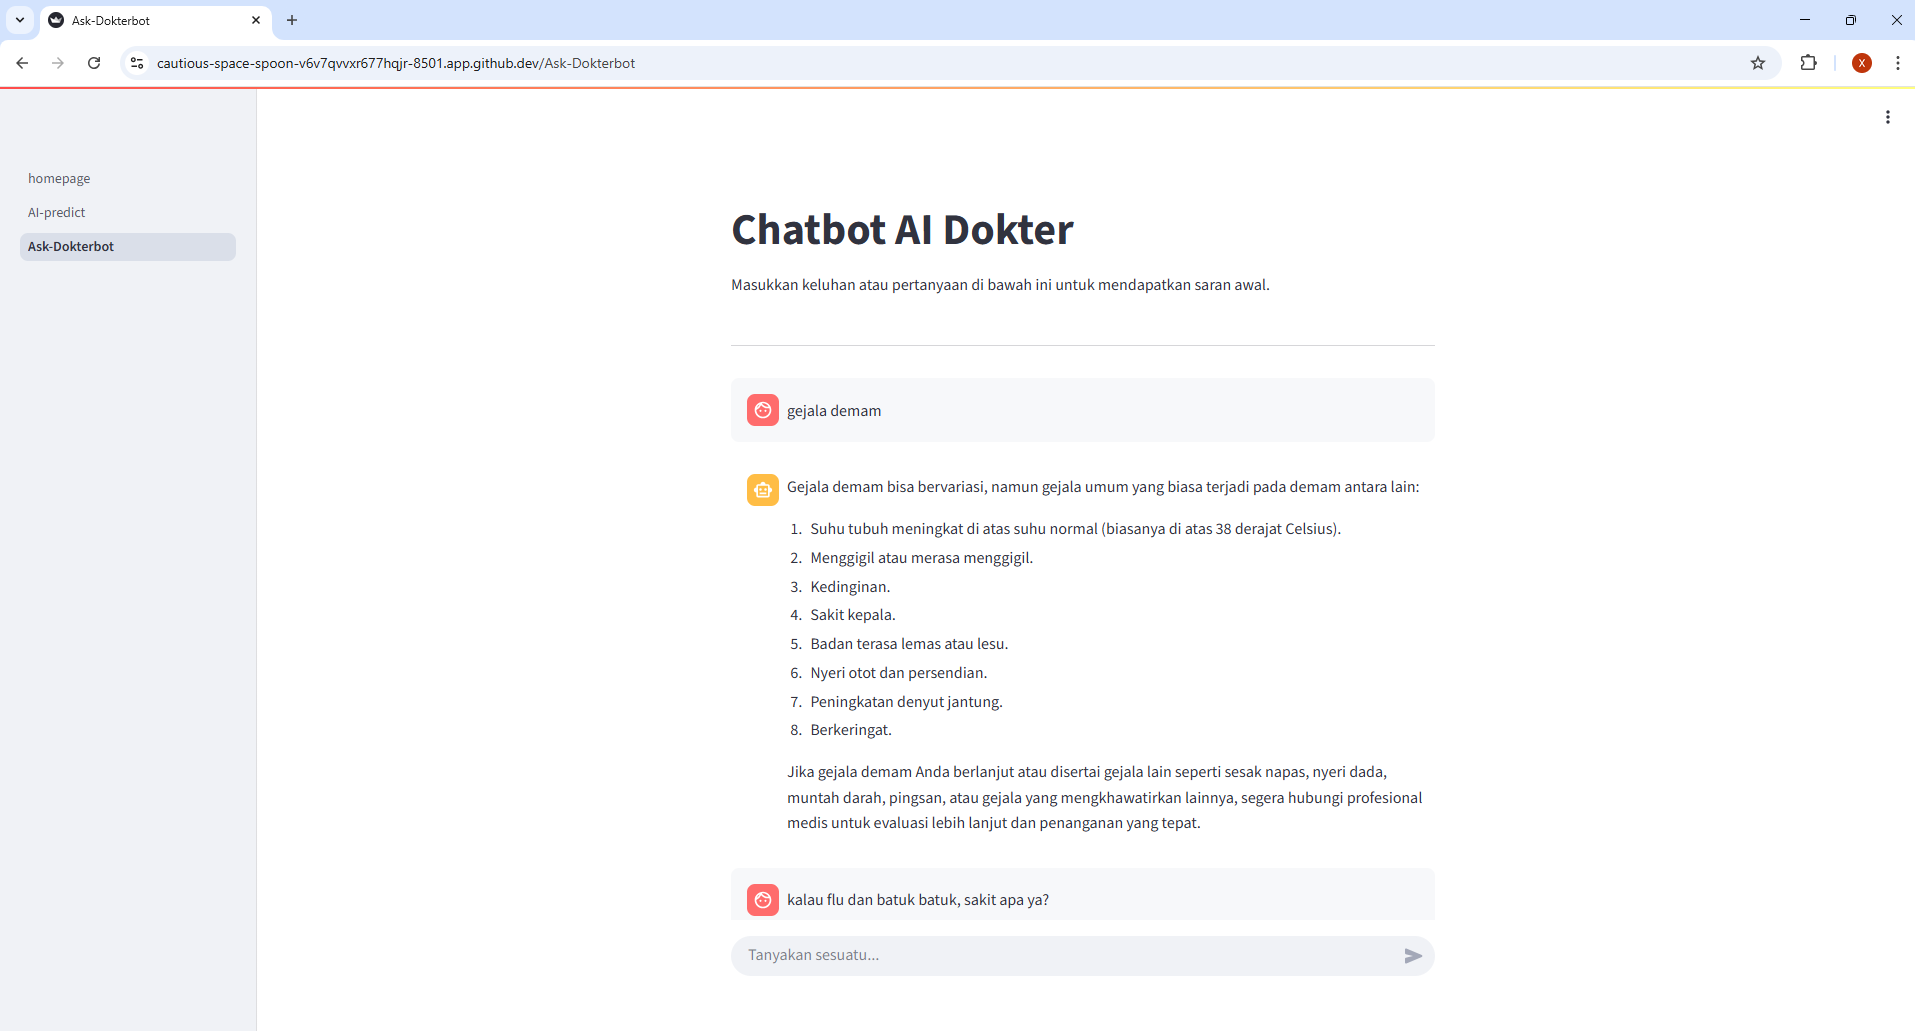 Ask-Dokterbot
cautious-space-spoon-v6v7qvvxr677hqjr-8501.app.github.dev/Ask-Dokterbot
X
homepage
AI-predict
Ask-Dokterbot
Chatbot AI Dokter
Masukkan keluhan atau pertanyaan di bawah ini untuk mendapatkan saran awal.
gejala demam
Gejala demam bisa bervariasi, namun gejala umum yang biasa terjadi pada demam antara lain:
1. Suhu tubuh meningkat di atas suhu normal (biasanya di atas 38 derajat Celsius).
2. Menggigil atau merasa menggigil.
3. Kedinginan.
4. Sakit kepala.
5. Badan terasa lemas atau lesu.
6. Nyeri otot dan persendian.
7. Peningkatan denyut jantung.
8. Berkeringat.
Jika gejala demam Anda berlanjut atau disertai gejala lain seperti sesak napas, nyeri dada,
muntah darah, pingsan, atau gejala yang mengkhawatirkan lainnya, segera hubungi profesional
medis untuk evaluasi lebih lanjut dan penanganan yang tepat.
kalau flu dan batuk batuk, sakit apa ya?
Tanyakan sesuatu...